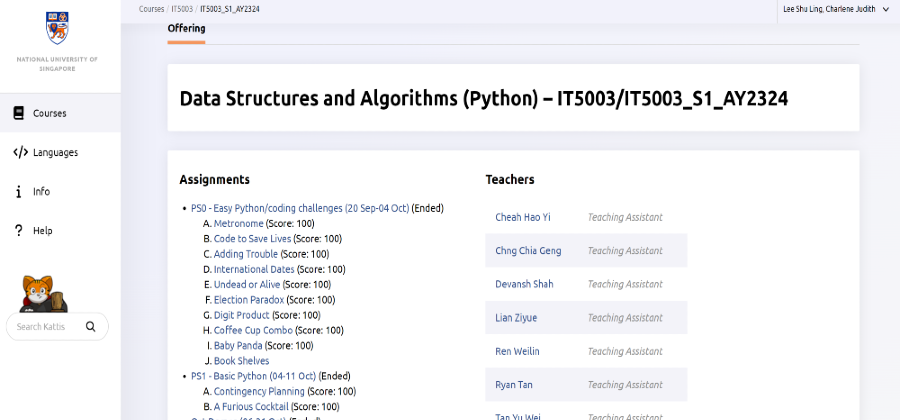 Courses / IT5003 / IT5003_S1_AY2324
Lee Shu Ling, Charlene Judith
NATIONAL UNIVERSITY OF
SINGAPORE
Courses
Languages
Info
Help
Search Kattis
Offering
Data Structures and Algorithms (Python) – IT5003/IT5003_S1_AY2324
Assignments
• PS0 - Easy Python/coding challenges (20 Sep-04 Oct) (Ended)
A. Metronome (Score: 100)
B. Code to Save Lives (Score: 100)
C. Adding Trouble (Score: 100)
D. International Dates (Score: 100)
E. Undead or Alive (Score: 100)
F. Election Paradox (Score: 100)
G. Digit Product (Score: 100)
H. Coffee Cup Combo (Score: 100)
I. Baby Panda (Score: 100)
J. Book Shelves
• PS1 - Basic Python (04-11 Oct) (Ended)
A. Contingency Planning (Score: 100)
B. A Furious Cocktail (Score: 100)
Teachers
Cheah Hao Yi Teaching Assistant
Chng Chia Geng Teaching Assistant
Devansh Shah Teaching Assistant
Lian Ziyue Teaching Assistant
Ren Weilin Teaching Assistant
Ryan Tan Teaching Assistant
Tan Yu Wei Teaching Assistant